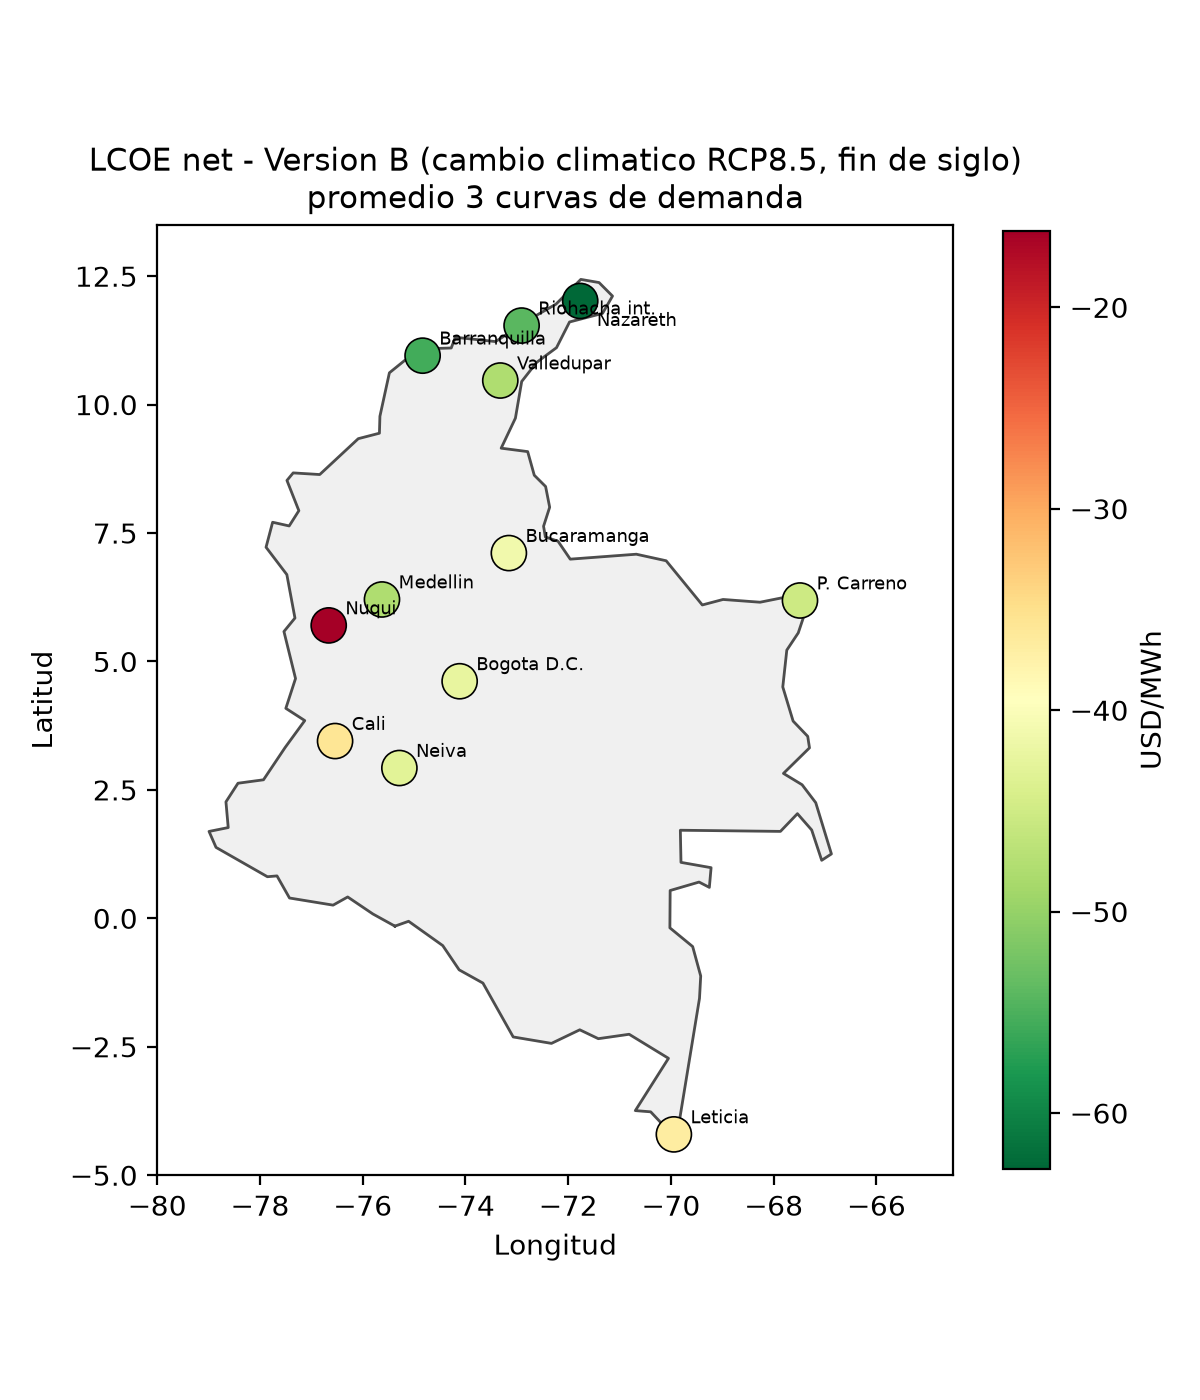 LCOE net - Version B (cambio climatico RCP8.5, fin de siglo)
promedio 3 curvas de demanda
12.5
10.0
7.5
5.0
2.5
0.0
−2.5
−5.0
Latitud
−80
−78
−76
−74
−72
−70
−68
−66
Longitud
Riohacha int.
Nazareth
Barranquilla
Valledupar
Bucaramanga
Medellin
P. Carreno
Nuqui
Bogota D.C.
Cali
Neiva
Leticia
−20
−30
−40
−50
−60
USD/MWh